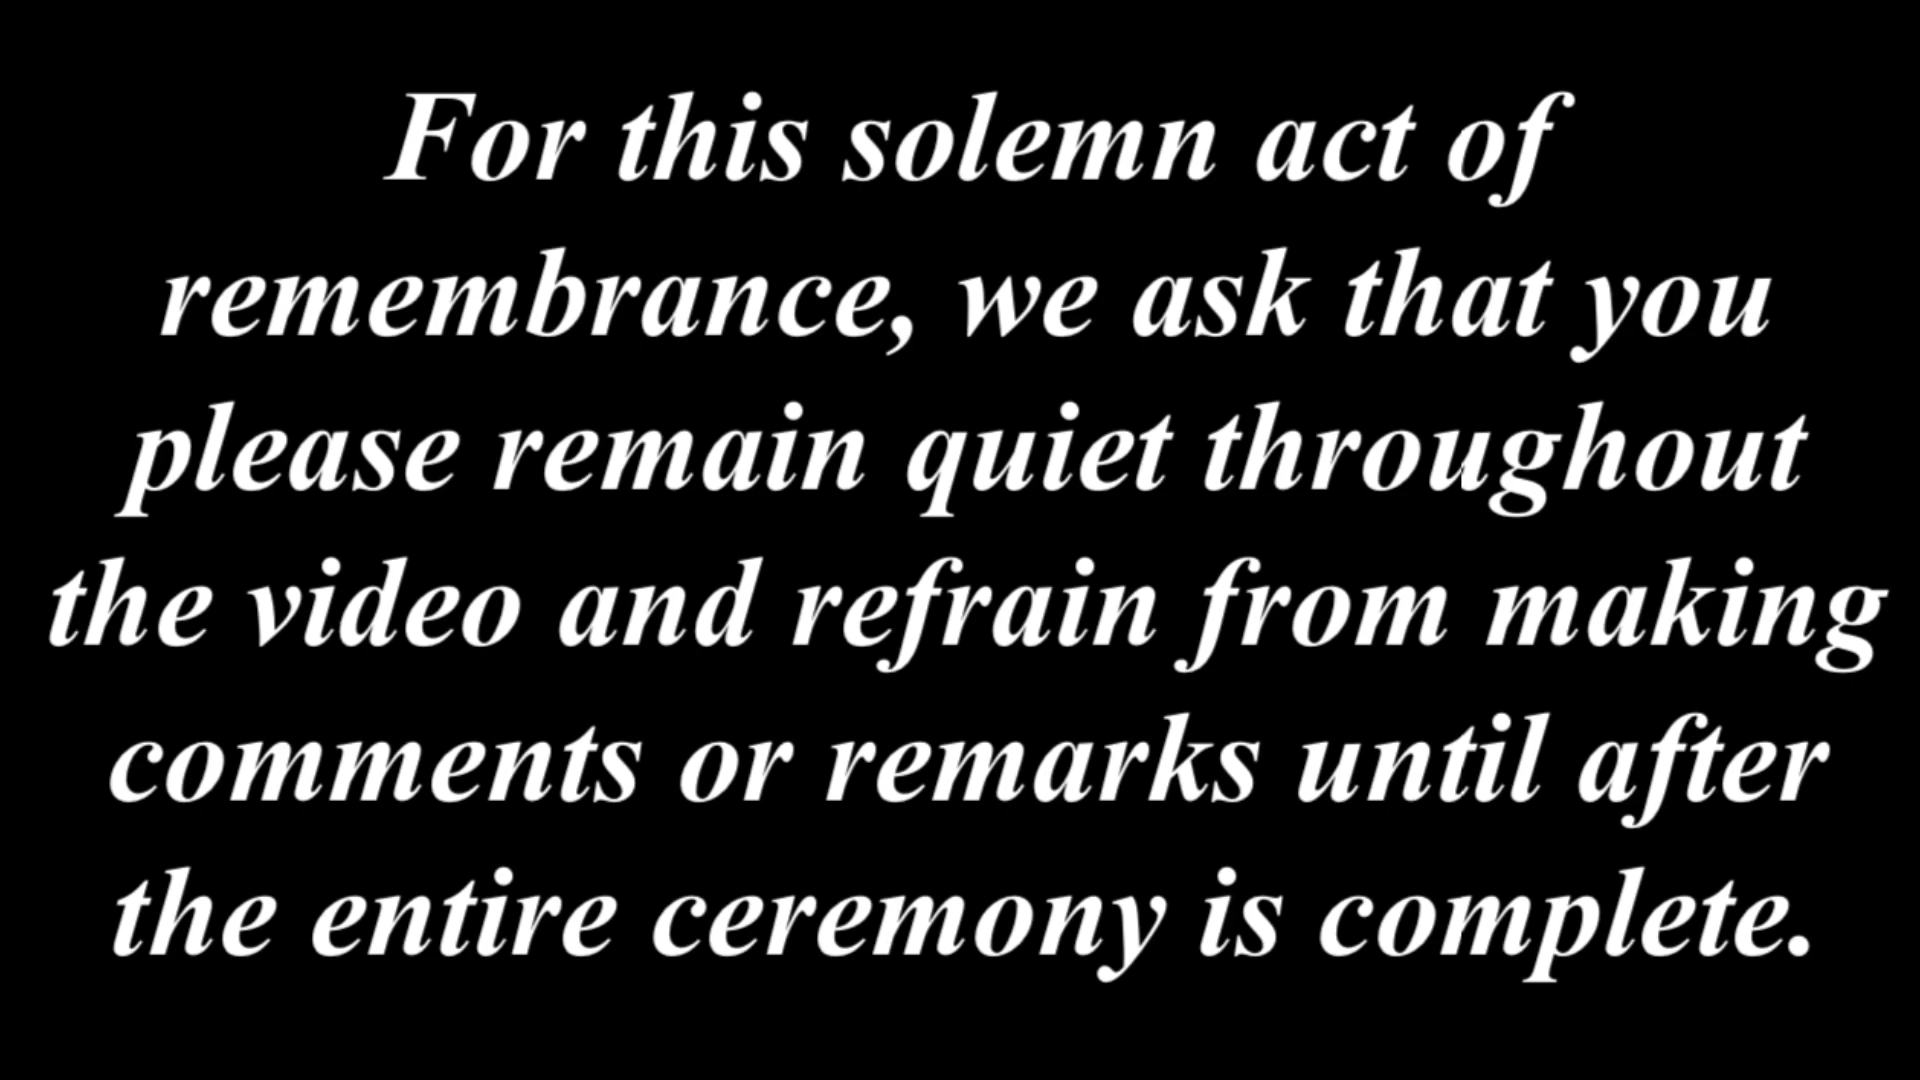 For this solemn act of
remembrance, we ask that you
please remain quiet throughout
the video and refrain from making
comments or remarks until after
the entire ceremony is complete.